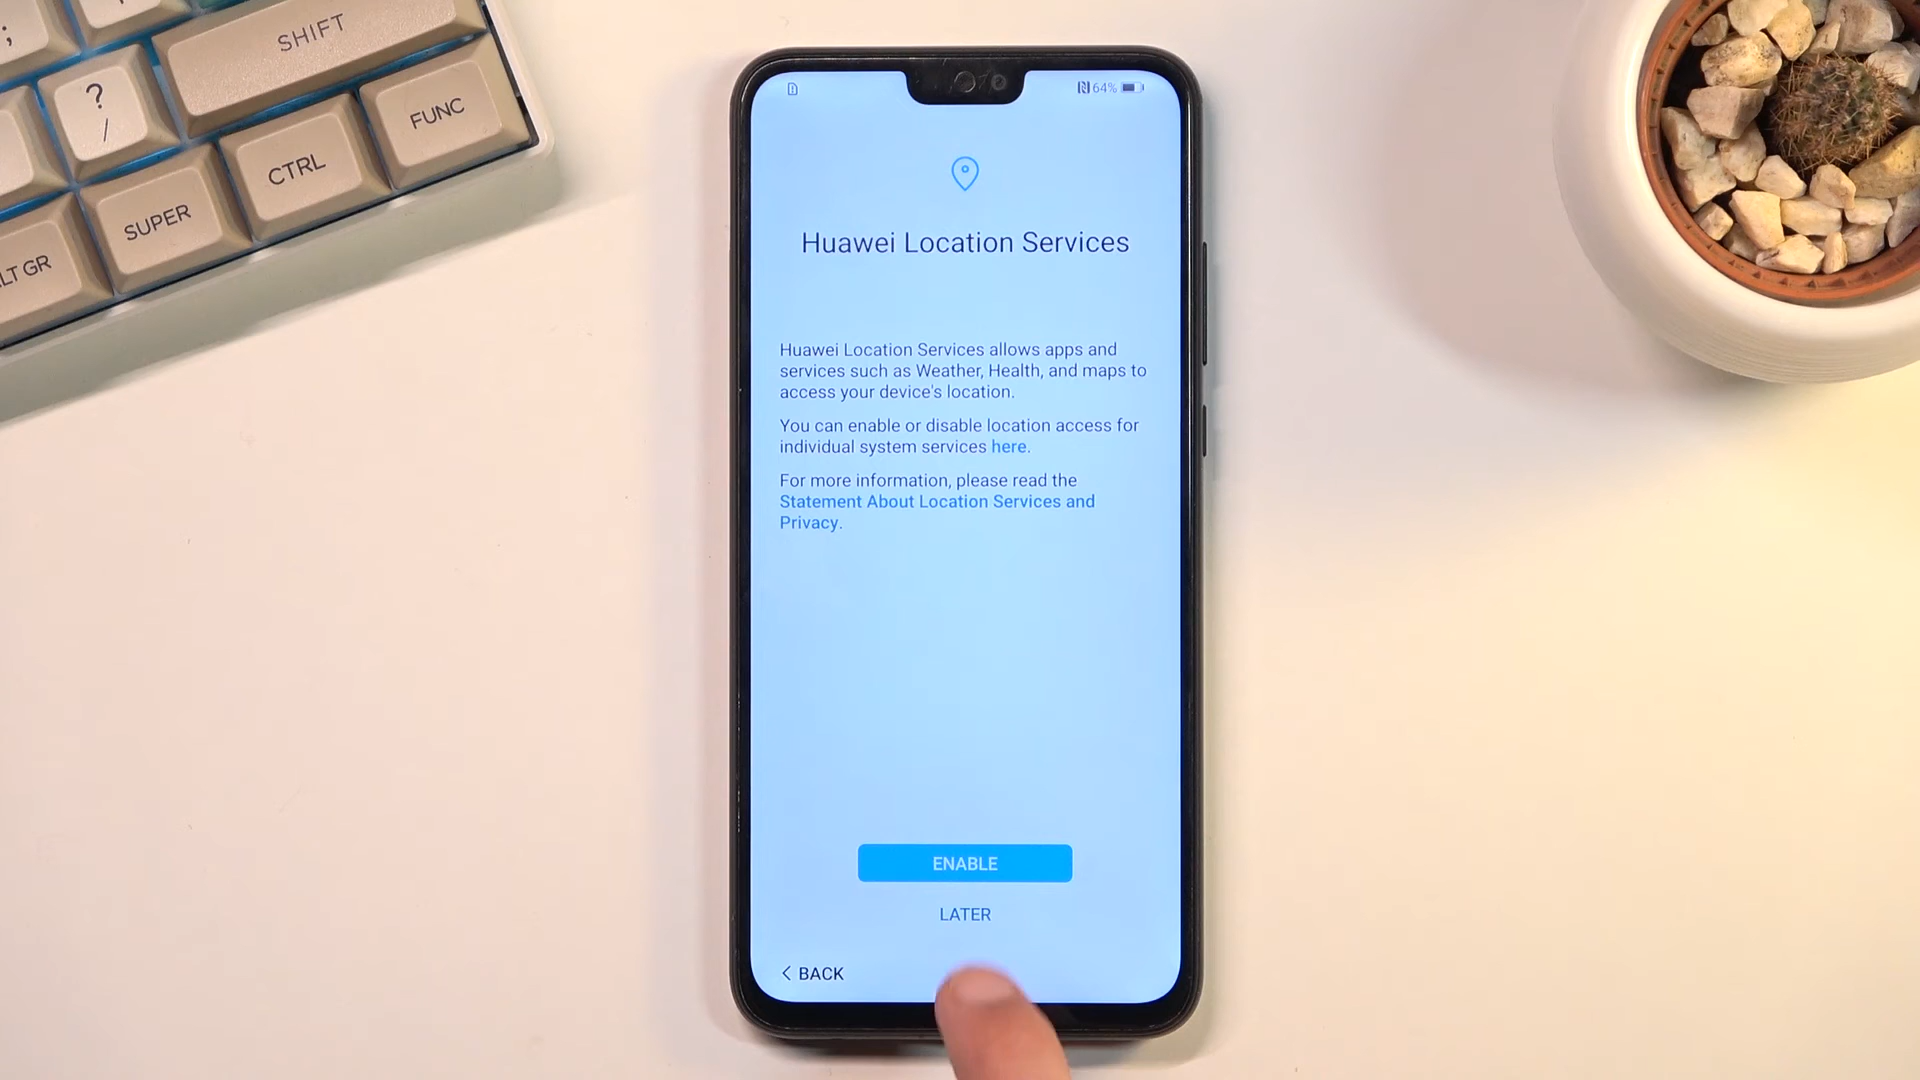 ;
SHIFT
?
/
FUNC
CTRL
SUPER
LT GR
64%
Huawei Location Services
Huawei Location Services allows apps and
services such as Weather, Health, and maps to
access your device's location.
You can enable or disable location access for
individual system services here.
For more information, please read the
Statement About Location Services and
Privacy.
ENABLE
LATER
< BACK